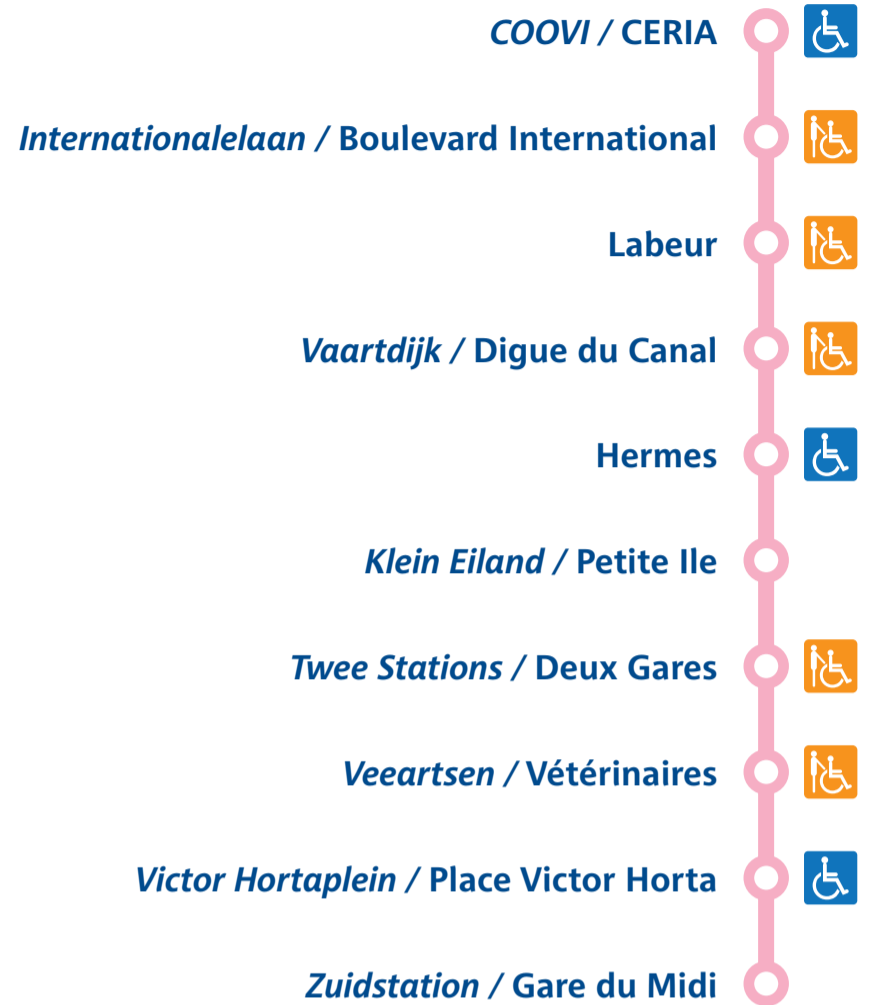 COOVI / CERIA
Internationalelaan / Boulevard International
Labeur
Vaartdijk / Digue du Canal
Hermes
Klein Eiland / Petite Ile
Twee Stations / Deux Gares
Veeartsen / Vétérinaires
Victor Hortaplein / Place Victor Horta
Zuidstation / Gare du Midi